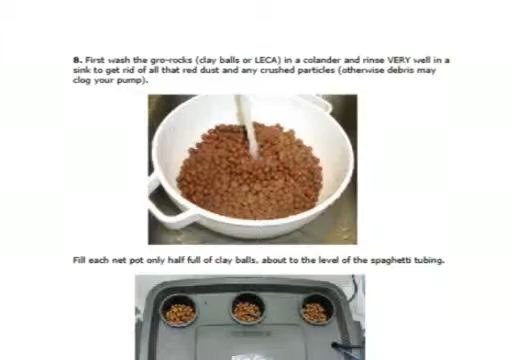 8. First wash the gro-rocks (clay balls or LECA) in a colander and rinse VERY well in a
sink to get rid of all that red dust and any crushed particles (otherwise debris may
clog your pump).
Fill each net pot only half full of clay balls, about to the level of the spaghetti tubing.